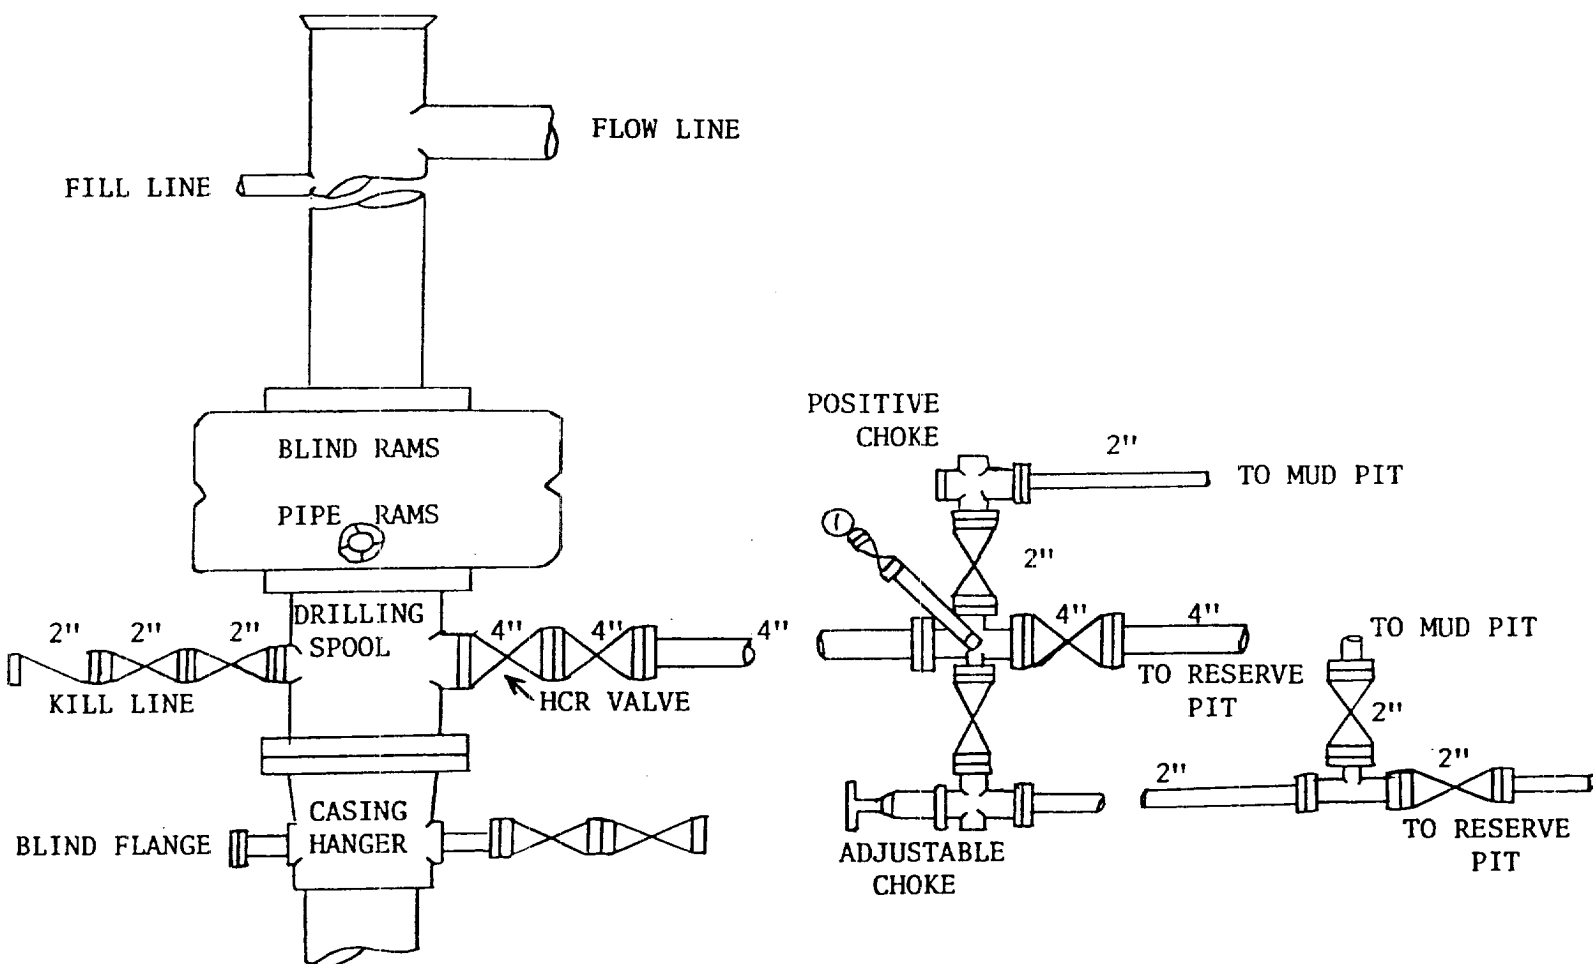 FLOW LINE
FILL LINE
BLIND RAMS
PIPE RAMS
DRILLING
SPOOL
2"
2"
2"
KILL LINE
4"
4"
4"
HCR VALVE
CASING
HANGER
BLIND FLANGE
POSITIVE
CHOKE
2"
TO MUD PIT
2"
4"
4"
TO RESERVE
PIT
ADJUSTABLE
CHOKE
TO MUD PIT
2"
2"
2"
TO RESERVE
PIT